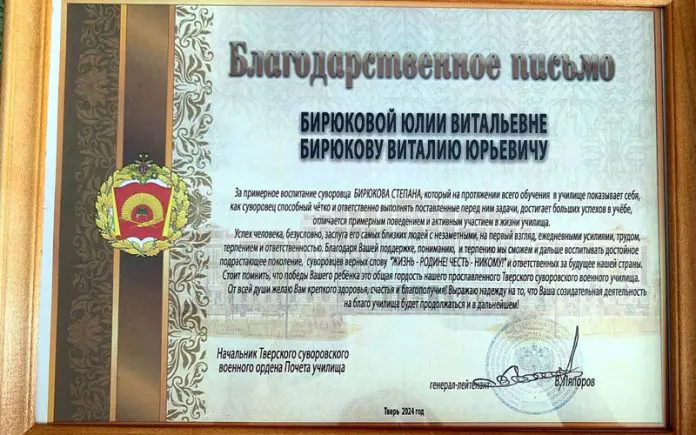 Благодарственное письмо
БИРЮКОВОЙ ЮЛИИ ВИТАЛЬЕВНЕ
БИРЮКОВУ ВИТАЛИЮ ЮРЬЕВИЧУ
За примерное воспитание суворовца БИРЮКОВА СТЕПАНА, который на протяжении всего обучения в училище показывает себя,
как суворовец способный чётко и ответственно выполнять поставленные перед ним задачи, достигает больших успехов в учёбе,
отличается примерным поведением и активным участием в жизни училища.
Успех человека, безусловно, заслуга его самых близких людей с незаметными, на первый взгляд, ежедневными усилиями, трудом,
терпением и ответственностью. Благодаря Вашей поддержке, пониманию, и терпению мы сможем и дальше воспитывать достойное
подрастающее поколение, суворовцев верных слову "ЖИЗНЬ - РОДИНЕ! ЧЕСТЬ - НИКОМУ!" и ответственных за будущее нашей страны.
Стоит помнить, что победы Вашего ребенка это общая гордость нашего прославленного Тверского суворовского военного училища.
От всей души желаю Вам крепкого здоровья, счастья и благополучия! Выражаю надежду на то, что Ваша созидательная деятельность
на благо училища будет продолжаться и в дальнейшем!
Начальник Тверского суворовского
военного ордена Почета училища
генерал-лейтенант В.Ляпоров
Тверь 2024 год